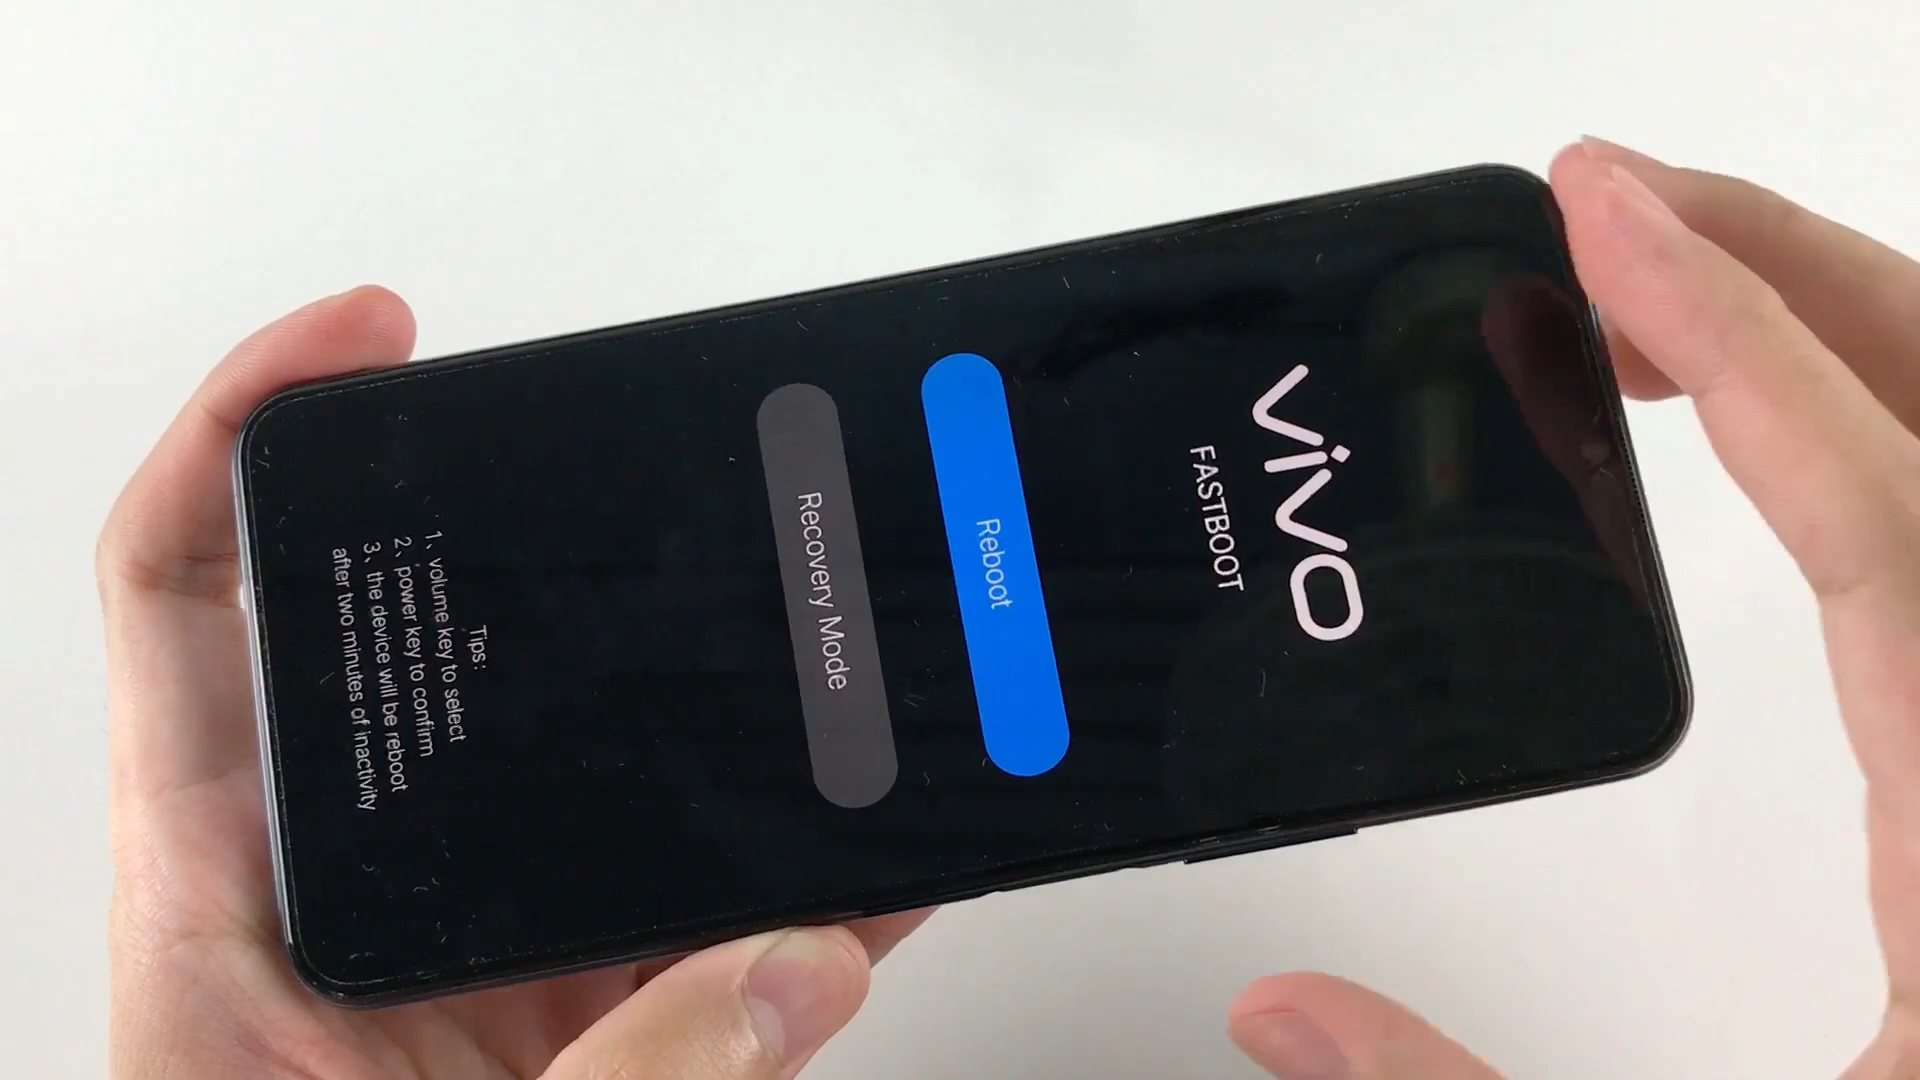 vivo
FASTBOOT
Reboot
Recovery Mode
Tips:
1、volume key to select
2、power key to confirm
3、the device will be reboot
after two minutes of inactivity